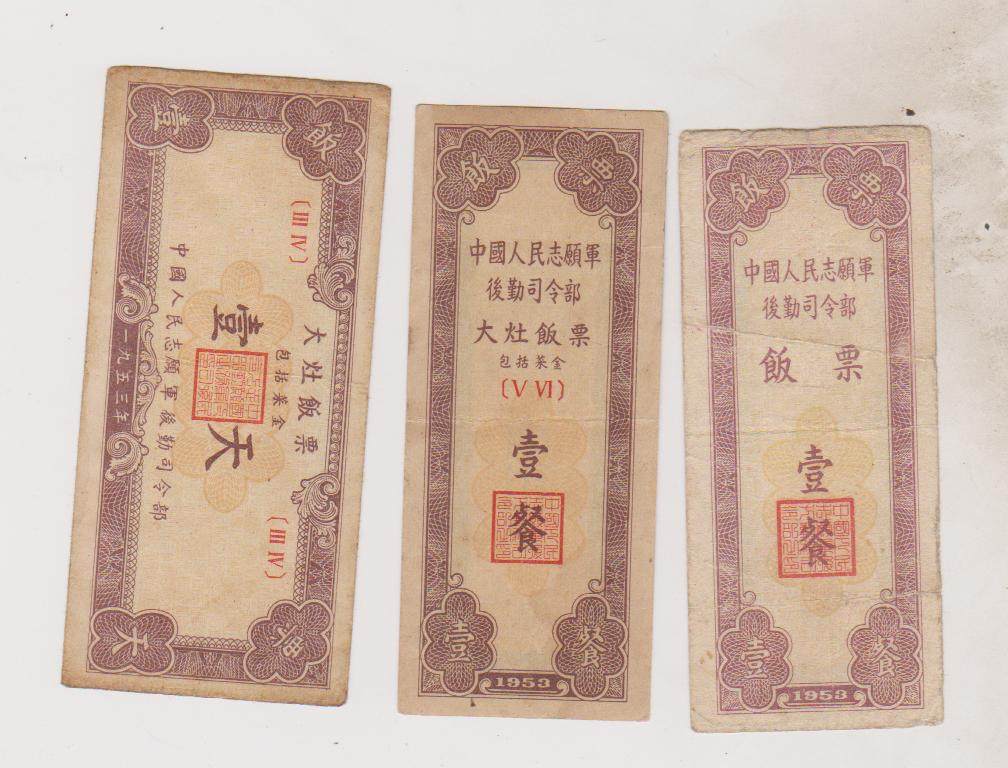 飯票
壹天
大灶飯票
包括菜金
〔Ⅲ Ⅳ〕
〔Ⅲ Ⅳ〕
壹天
中國人民志願軍後勤司令部
一九五三年
飯票
中國人民志願軍
後勤司令部
大灶飯票
包括菜金
〔Ⅴ Ⅵ〕
壹
餐
壹餐
1953
飯票
中國人民志願軍
後勤司令部
飯票
壹
餐
壹餐
1953